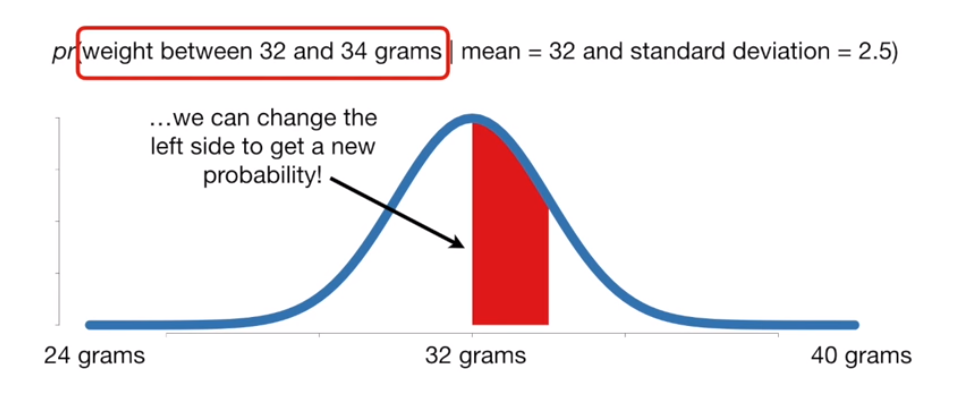 pr(weight between 32 and 34 grams | mean = 32 and standard deviation = 2.5)
…we can change the
left side to get a new
probability!
24 grams
32 grams
40 grams